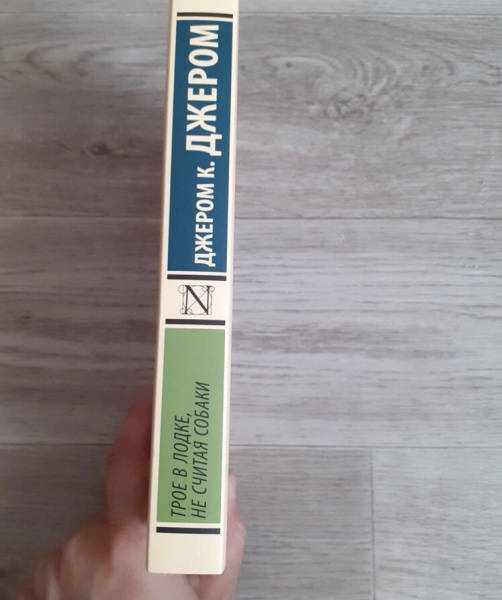 ДЖЕРОМ К. ДЖЕРОМ
N
ТРОЕ В ЛОДКЕ,
НЕ СЧИТАЯ СОБАКИ